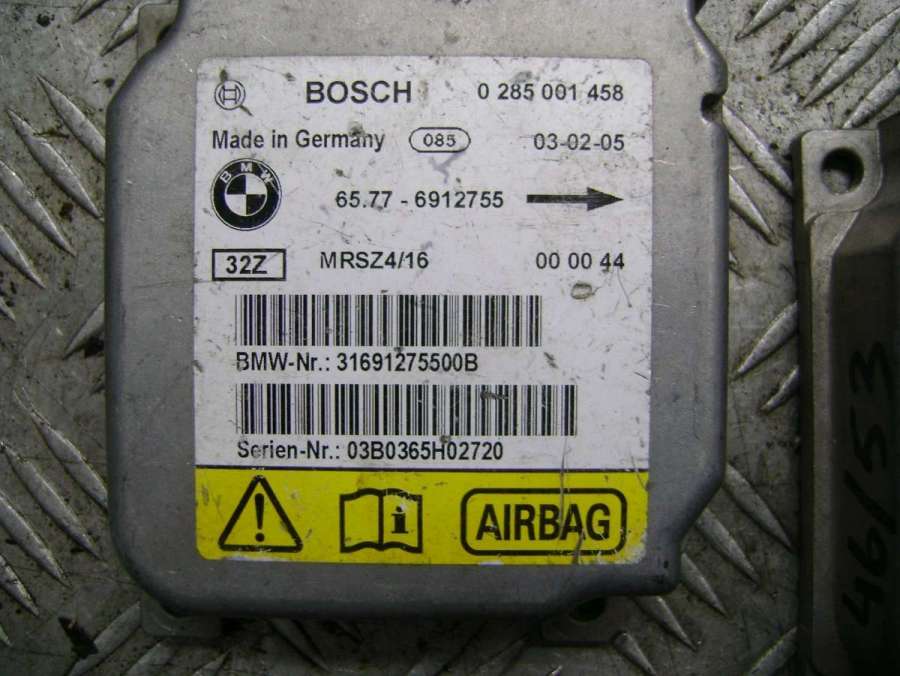 BOSCH 0 285 001 458
Made in Germany 085 03-02-05
BMW 65.77 - 6912755
32Z MRSZ4/16 00 00 44
BMW-Nr.: 31691275500B
Serien-Nr.: 03B0365H02720
AIRBAG
46/53